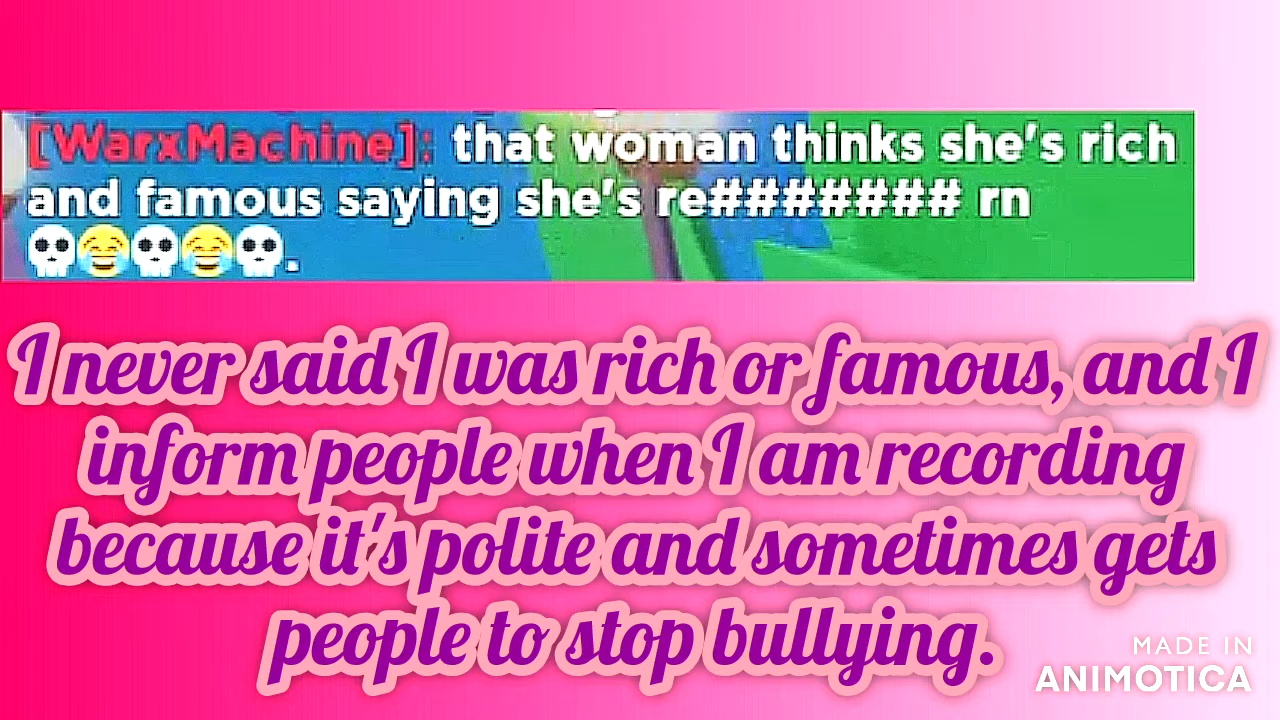 [WarxMachine]: that woman thinks she's rich
and famous saying she's re####### rn
💀😂💀😂💀.
I never said I was rich or famous, and I
inform people when I am recording
because it's polite and sometimes gets
people to stop bullying.
MADE IN
ANIMOTICA